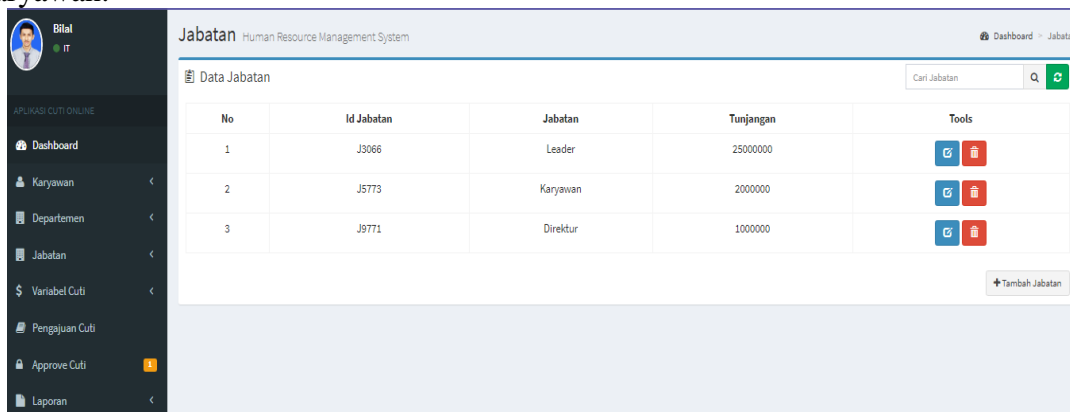 Bilal
IT
APLIKASI CUTI ONLINE
Dashboard
Karyawan
Departemen
Jabatan
Variabel Cuti
Pengajuan Cuti
Approve Cuti 1
Laporan
Jabatan Human Resource Management System
Dashboard > Jabata
Data Jabatan
Cari Jabatan
No Id Jabatan Jabatan Tunjangan Tools
1 J3066 Leader 25000000
2 J5773 Karyawan 2000000
3 J9771 Direktur 1000000
Tambah Jabatan